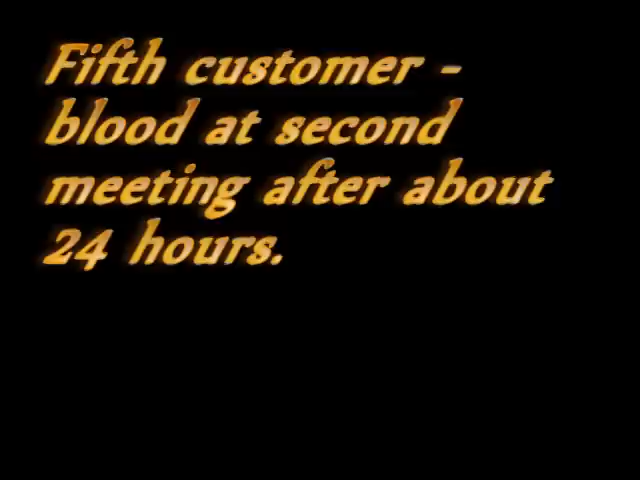 Fifth customer -
blood at second
meeting after about
24 hours.